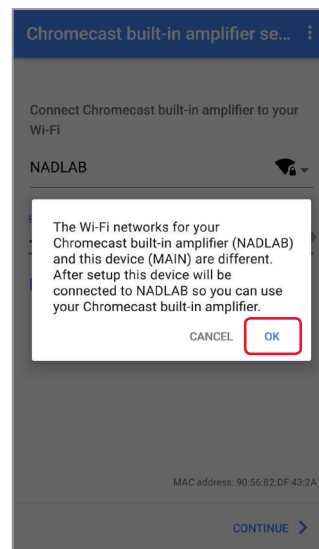 Chromecast built-in amplifier se...
Connect Chromecast built-in amplifier to your
Wi-Fi
NADLAB
The Wi-Fi networks for your
Chromecast built-in amplifier (NADLAB)
and this device (MAIN) are different.
After setup this device will be
connected to NADLAB so you can use
your Chromecast built-in amplifier.
CANCEL OK
MAC address: 90:56:82:DF:43:2A
CONTINUE